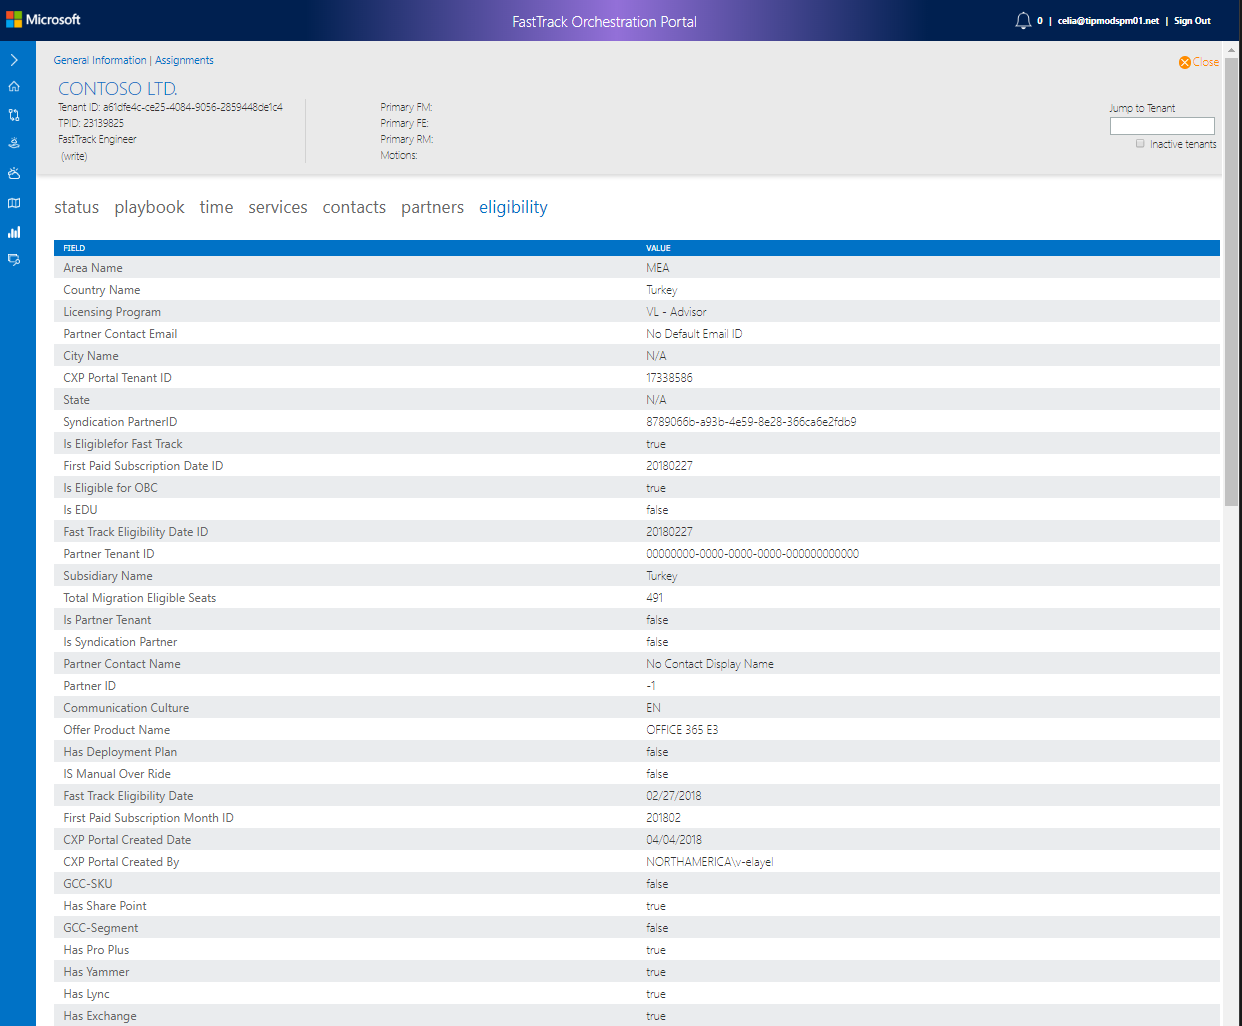 Microsoft
FastTrack Orchestration Portal
0 | celia@tipmodspm01.net | Sign Out
General Information | Assignments
Close
CONTOSO LTD.
Tenant ID: a61dfe4c-ce25-4084-9056-2859448de1c4
TPID: 23139825
FastTrack Engineer
(write)
Primary FM:
Primary FE:
Primary RM:
Motions:
Jump to Tenant
Inactive tenants
status playbook time services contacts partners eligibility
FIELD VALUE
Area Name MEA
Country Name Turkey
Licensing Program VL - Advisor
Partner Contact Email No Default Email ID
City Name N/A
CXP Portal Tenant ID 17338586
State N/A
Syndication PartnerID 8789066b-a93b-4e59-8e28-366ca6e2fdb9
Is Eligiblefor Fast Track true
First Paid Subscription Date ID 20180227
Is Eligible for OBC true
Is EDU false
Fast Track Eligibility Date ID 20180227
Partner Tenant ID 00000000-0000-0000-0000-000000000000
Subsidiary Name Turkey
Total Migration Eligible Seats 491
Is Partner Tenant false
Is Syndication Partner false
Partner Contact Name No Contact Display Name
Partner ID -1
Communication Culture EN
Offer Product Name OFFICE 365 E3
Has Deployment Plan false
IS Manual Over Ride false
Fast Track Eligibility Date 02/27/2018
First Paid Subscription Month ID 201802
CXP Portal Created Date 04/04/2018
CXP Portal Created By NORTHAMERICA\v-elayel
GCC-SKU false
Has Share Point true
GCC-Segment false
Has Pro Plus true
Has Yammer true
Has Lync true
Has Exchange true